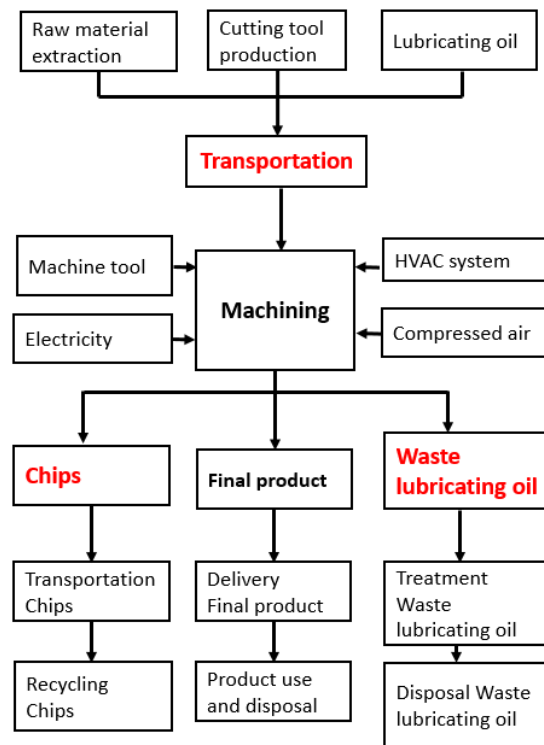 Raw material
extraction
Cutting tool
production
Lubricating oil
Transportation
Machine tool
HVAC system
Machining
Electricity
Compressed air
Chips
Final product
Waste
lubricating oil
Transportation
Chips
Delivery
Final product
Treatment
Waste
lubricating oil
Recycling
Chips
Product use
and disposal
Disposal Waste
lubricating oil